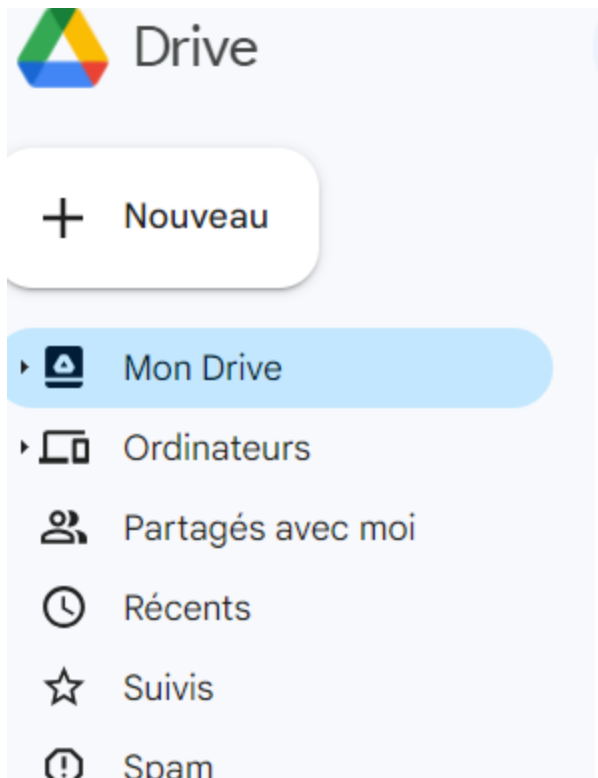 Drive
Nouveau
Mon Drive
Ordinateurs
Partagés avec moi
Récents
Suivis
Spam